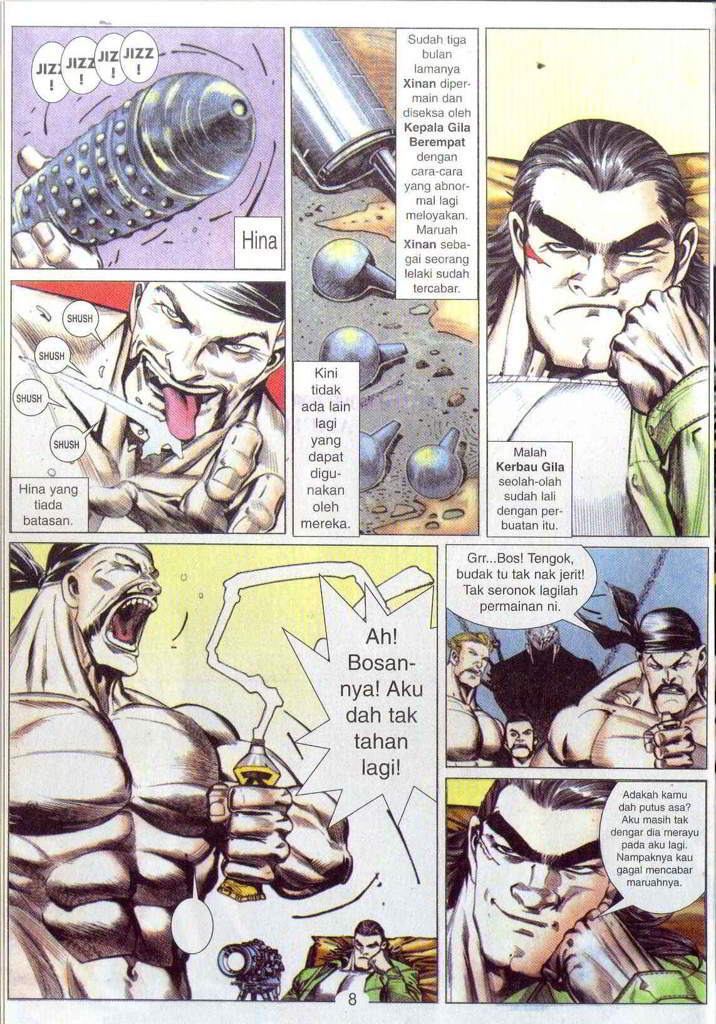 JIZZ
!
JIZZ
!
JIZ
!
JIZZ
!
Hina
Sudah tiga
bulan
lamanya
Xinan diper-
main dan
diseksa oleh
Kepala Gila
Berempat
dengan
cara-cara
yang abnor-
mal lagi
meloyakan.
Maruah
Xinan seba-
gai seorang
lelaki sudah
tercabar.
Kini
tidak
ada lain
lagi
yang
dapat
digu-
nakan
oleh
mereka.
Malah
Kerbau Gila
seolah-olah
sudah lali
dengan per-
buatan itu.
SHUSH
SHUSH
SHUSH
SHUSH
Hina yang
tiada
batasan.
Ah!
Bosan-
nya! Aku
dah tak
tahan
lagi!
Grr...Bos! Tengok,
budak tu tak nak jerit!
Tak seronok lagilah
permainan ni.
Adakah kamu
dah putus asa?
Aku masih tak
dengar dia merayu
pada aku lagi.
Nampaknya kau
gagal mencabar
maruahnya.
8